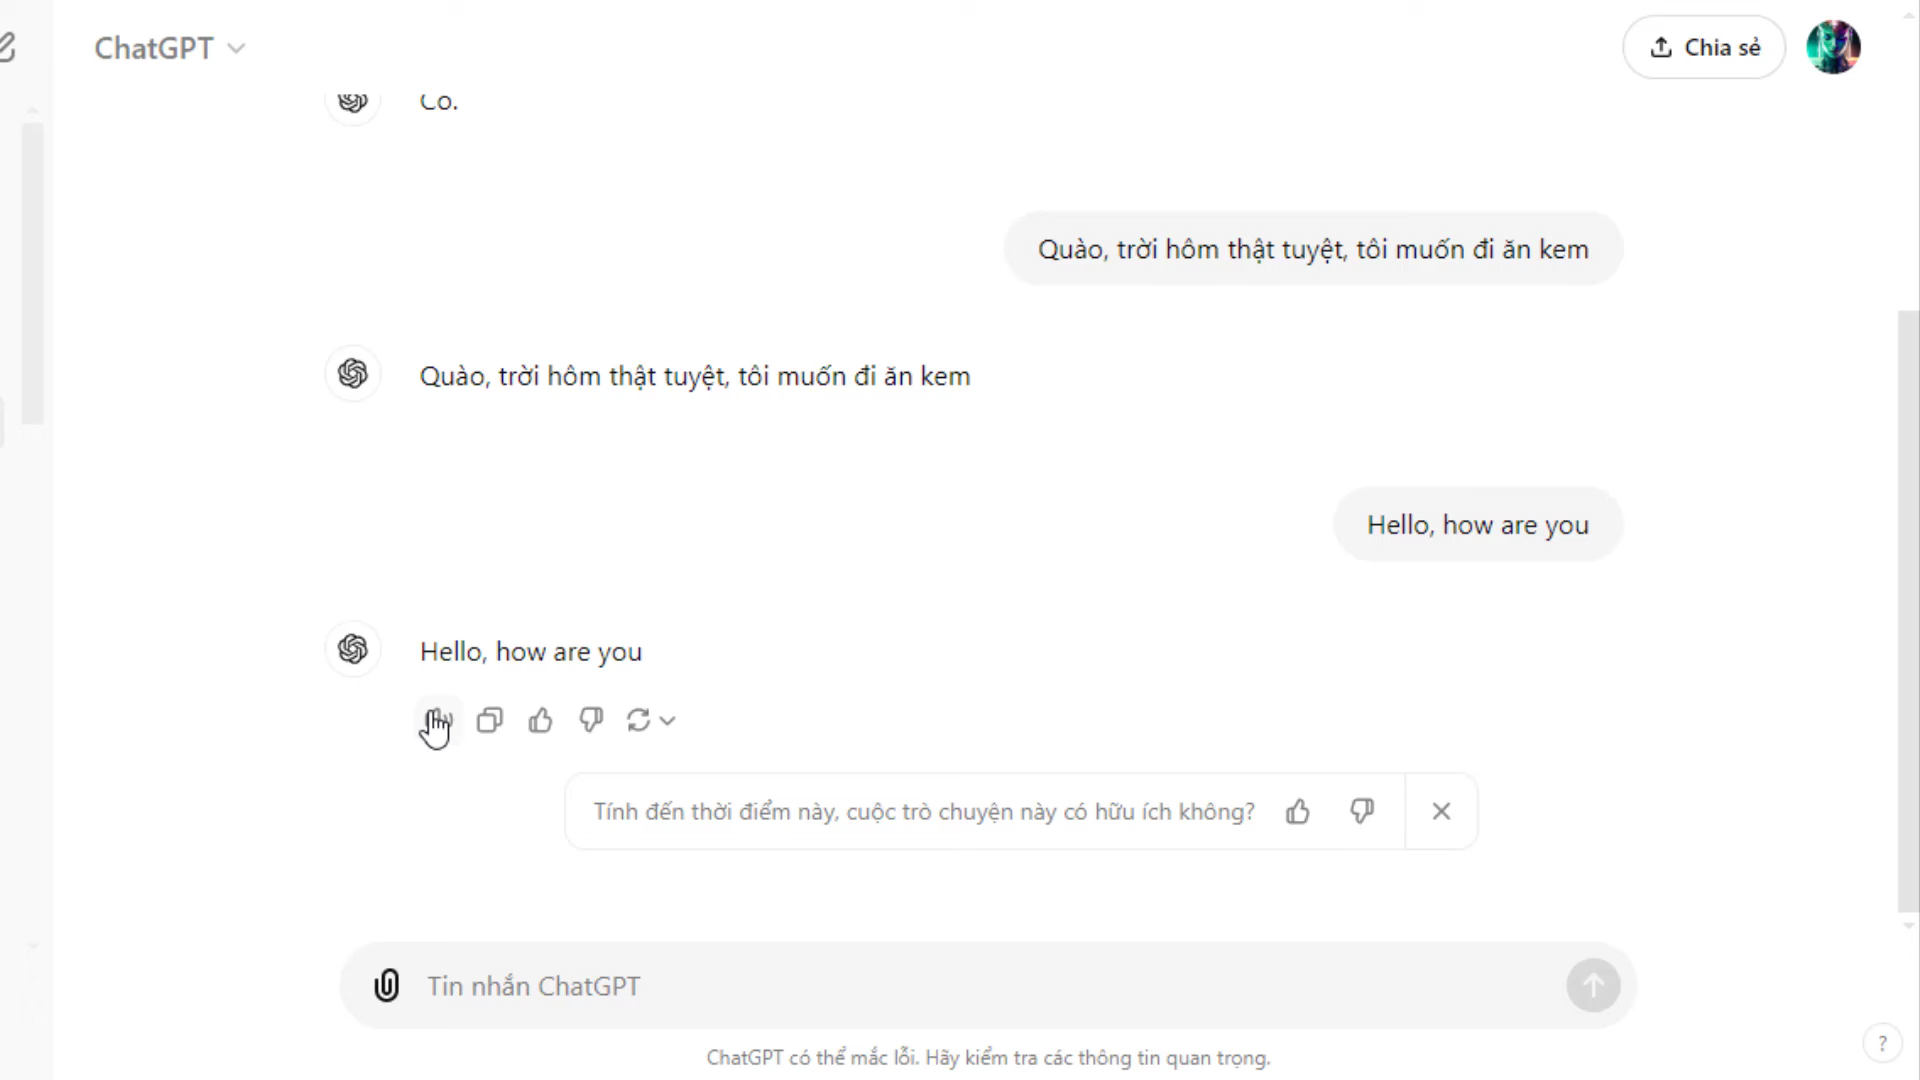 ChatGPT
Chia sẻ
Co.
Quào, trời hôm thật tuyệt, tôi muốn đi ăn kem
Quào, trời hôm thật tuyệt, tôi muốn đi ăn kem
Hello, how are you
Hello, how are you
Tính đến thời điểm này, cuộc trò chuyện này có hữu ích không?
Tin nhắn ChatGPT
ChatGPT có thể mắc lỗi. Hãy kiểm tra các thông tin quan trọng.
?